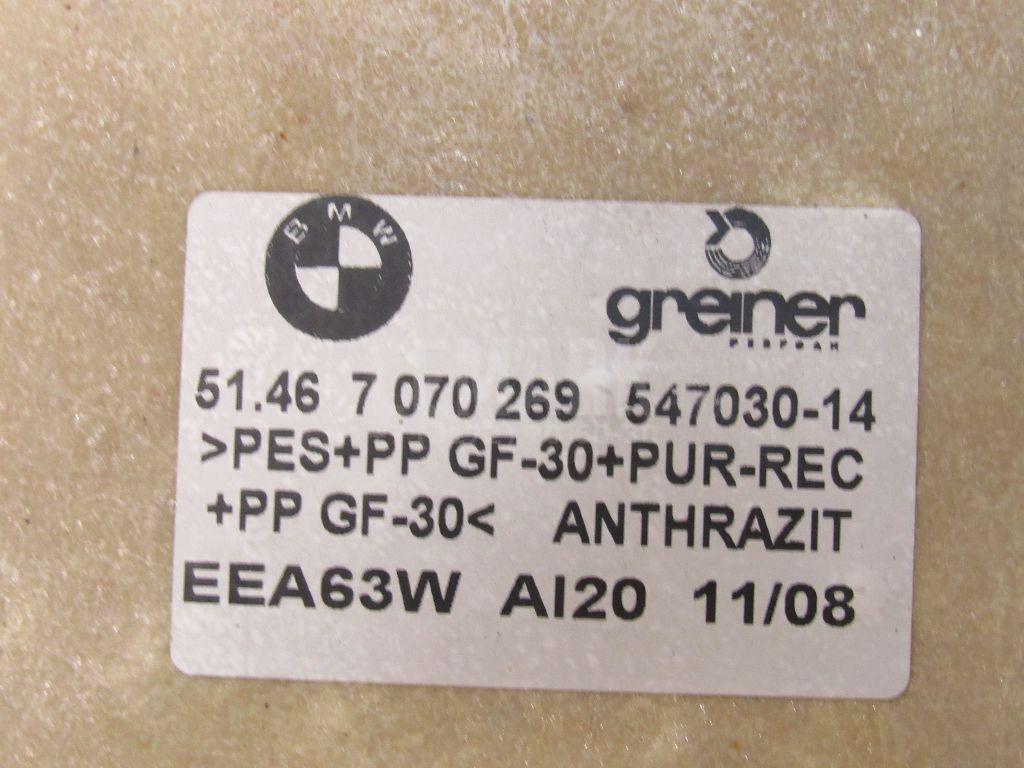 BMW
greiner
PERFOAM
51.46 7 070 269 547030-14
>PES+PP GF-30+PUR-REC
+PP GF-30< ANTHRAZIT
EEA63W AI20 11/08